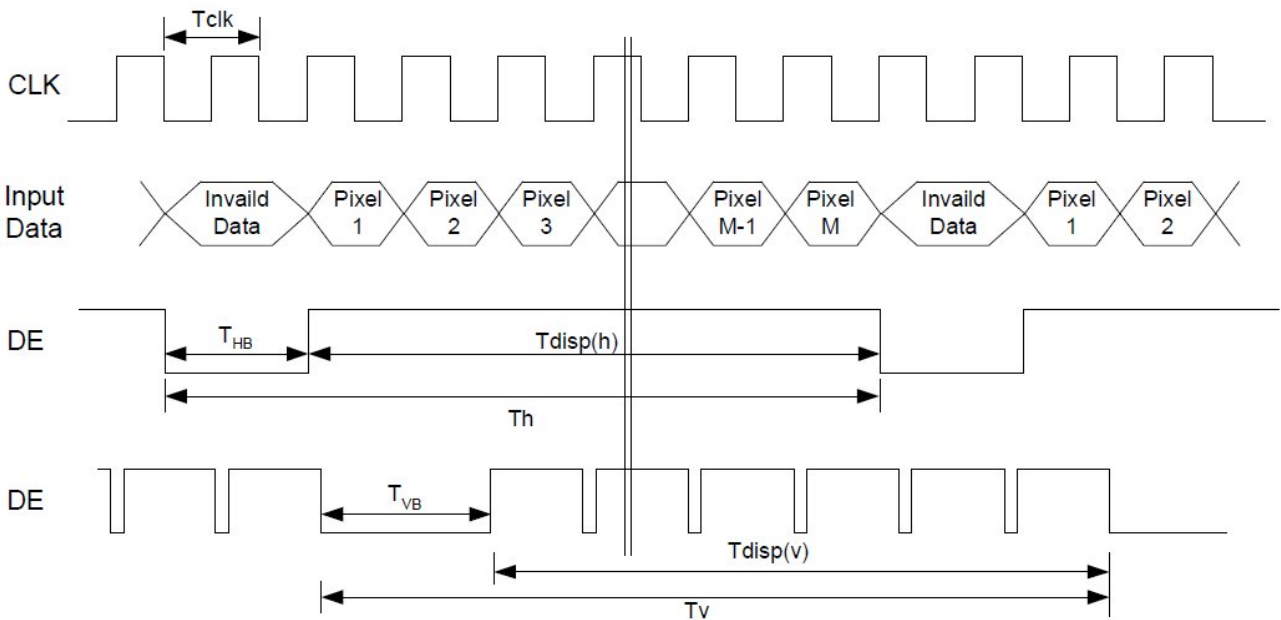 Tclk
CLK
Input
Data
Invaild
Data
Pixel
1
Pixel
2
Pixel
3
Pixel
M-1
Pixel
M
Invaild
Data
Pixel
1
Pixel
2
DE
THB
Tdisp(h)
Th
DE
TVB
Tdisp(v)
Tv